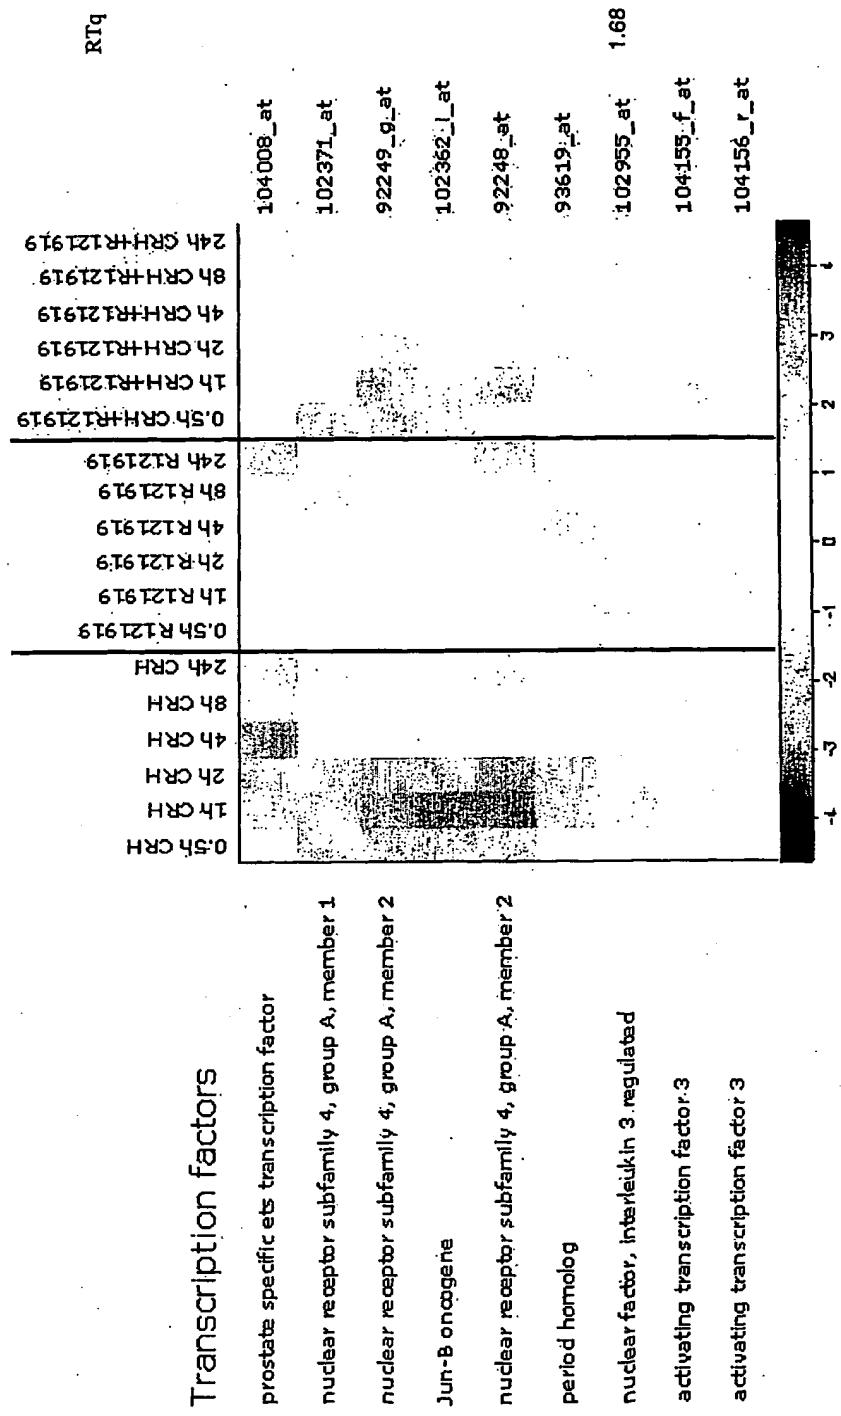 Transcription factors
RTq
0.5h CRH
1h CRH
2h CRH
4h CRH
8h CRH
24h CRH
0.5h R121919
1h R121919
2h R121919
4h R121919
8h R121919
24h R121919
0.5h CRH+R121919
1h CRH+R121919
2h CRH+R121919
4h CRH+R121919
8h CRH+R121919
24h CRH+R121919
prostate specific ets transcription factor 104008_at
nuclear receptor subfamily 4, group A, member 1 102371_at
nuclear receptor subfamily 4, group A, member 2 92249_g_at
Jun-B oncogene 102362_i_at
nuclear receptor subfamily 4, group A, member 2 92248_at
period homolog 93619_at
nuclear factor, interleukin 3 regulated 102955_at 1.68
activating transcription factor 3 104155_f_at
activating transcription factor 3 104156_r_at
-4 -3 -2 -1 0 1 2 3 4